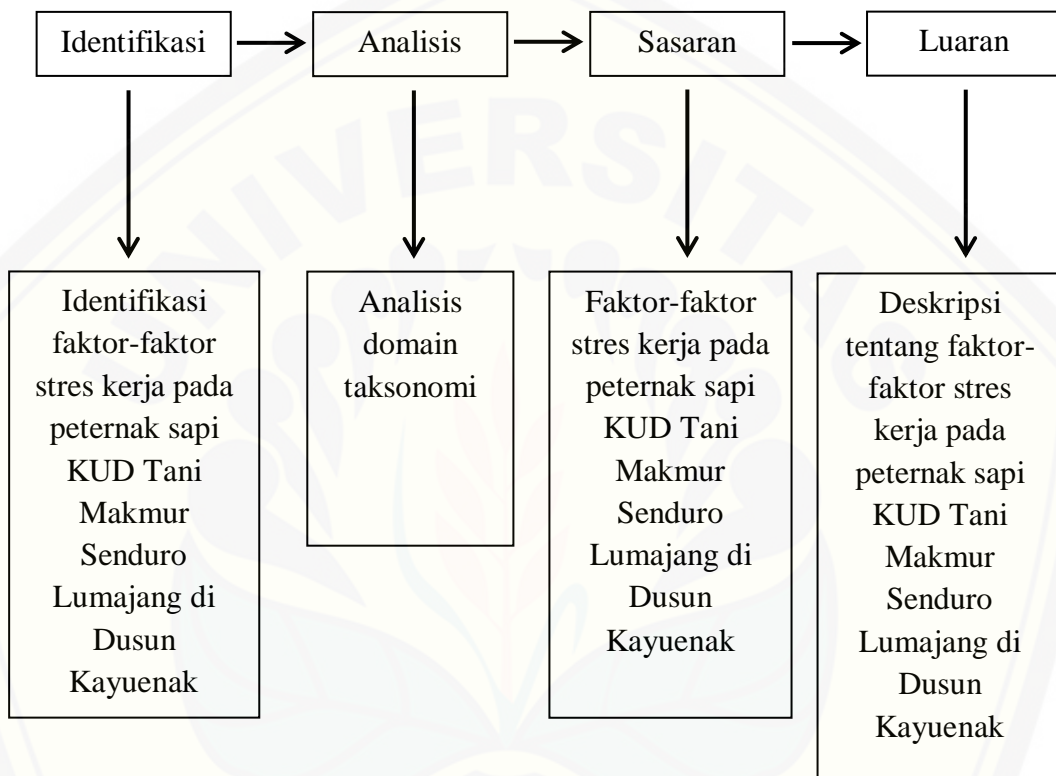 Identifikasi
Analisis
Sasaran
Luaran
Identifikasi
faktor-faktor
stres kerja pada
peternak sapi
KUD Tani
Makmur
Senduro
Lumajang di
Dusun
Kayuenak
Analisis
domain
taksonomi
Faktor-faktor
stres kerja pada
peternak sapi
KUD Tani
Makmur
Senduro
Lumajang di
Dusun
Kayuenak
Deskripsi
tentang faktor-
faktor stres
kerja pada
peternak sapi
KUD Tani
Makmur
Senduro
Lumajang di
Dusun
Kayuenak
UNIVERSITAS